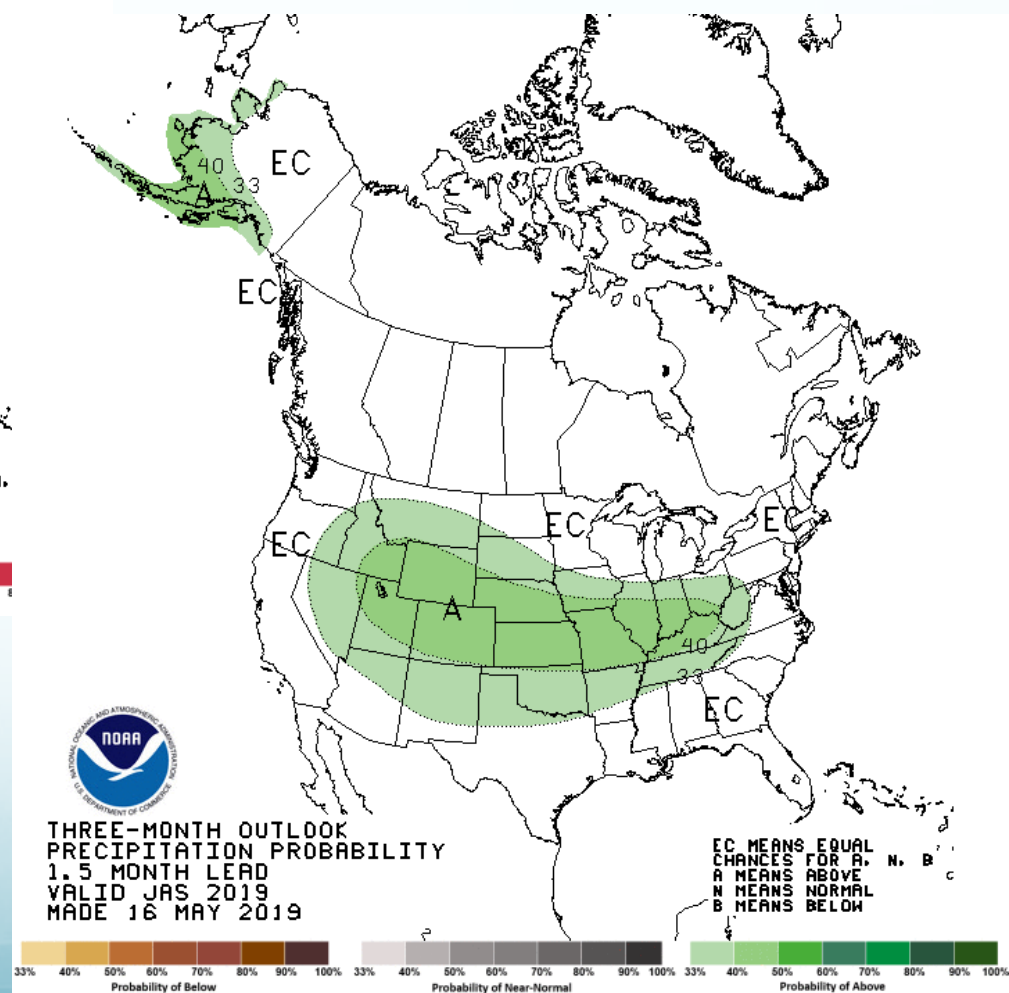 40
A
33
EC
EC
EC
EC
EC
A
40
33
EC
NATIONAL OCEANIC AND ATMOSPHERIC ADMINISTRATION
NOAA
U.S. DEPARTMENT OF COMMERCE
THREE-MONTH OUTLOOK
PRECIPITATION PROBABILITY
1.5 MONTH LEAD
VALID JAS 2019
MADE 16 MAY 2019
EC MEANS EQUAL
CHANCES FOR A, N, B
A MEANS ABOVE
N MEANS NORMAL
B MEANS BELOW
33% 40% 50% 60% 70% 80% 90% 100%
Probability of Below
33% 40% 50% 60% 70% 80% 90% 100%
Probability of Near-Normal
33% 40% 50% 60% 70% 80% 90% 100%
Probability of Above